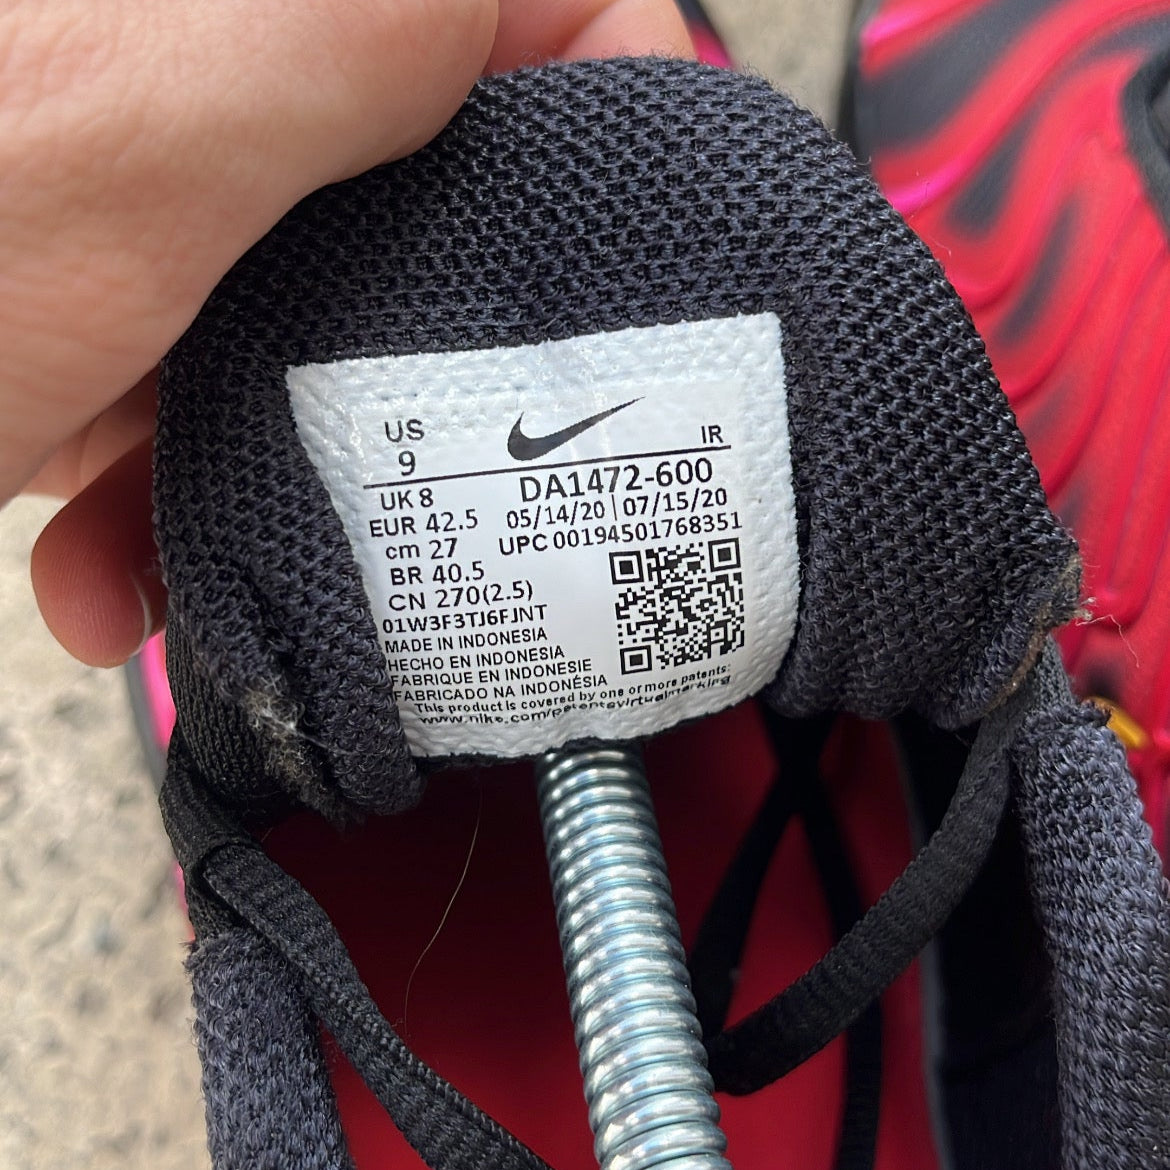 US
9
IR
UK 8
EUR 42.5
cm 27
BR 40.5
CN 270(2.5)
01W3F3TJ6FJNT
DA1472-600
05/14/20 | 07/15/20
UPC 00194501768351
MADE IN INDONESIA
HECHO EN INDONESIA
FABRIQUE EN INDONESIE
FABRICADO NA INDONÉSIA
This product is covered by one or more patents:
www.nike.com/patentsvirtualmarking